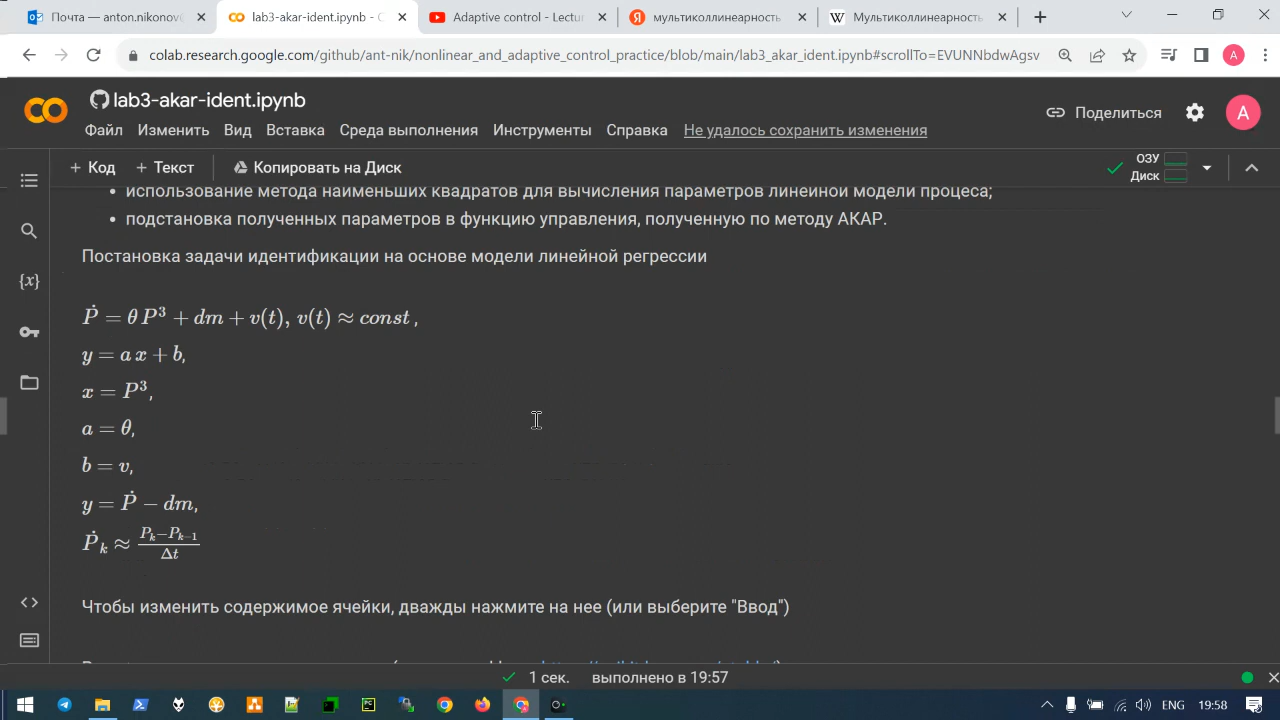 Почта — anton.nikonovi
lab3-akar-ident.ipynb - C
Adaptive control - Lectu
мультиколлинеарность
Мультиколлинеарность
colab.research.google.com/github/ant-nik/nonlinear_and_adaptive_control_practice/blob/main/lab3_akar_ident.ipynb#scrollTo=EVUNNbdwAgsv
A
lab3-akar-ident.ipynb
Поделиться
A
Файл Изменить Вид Вставка Среда выполнения Инструменты Справка Не удалось сохранить изменения
+ Код + Текст Копировать на Диск
ОЗУ
Диск
• использование метода наименьших квадратов для вычисления параметров линейной модели процеса;
• подстановка полученных параметров в функцию управления, полученную по методу АКАР.
Постановка задачи идентификации на основе модели линейной регрессии
Ṗ = θ P³ + dm + v(t), v(t) ≈ const ,
y = a x + b,
x = P³,
a = θ,
b = v,
y = Ṗ − dm,
Ṗₖ ≈ (Pₖ−Pₖ₋₁)/Δt
Чтобы изменить содержимое ячейки, дважды нажмите на нее (или выберите "Ввод")
1 сек. выполнено в 19:57
ENG 19:58